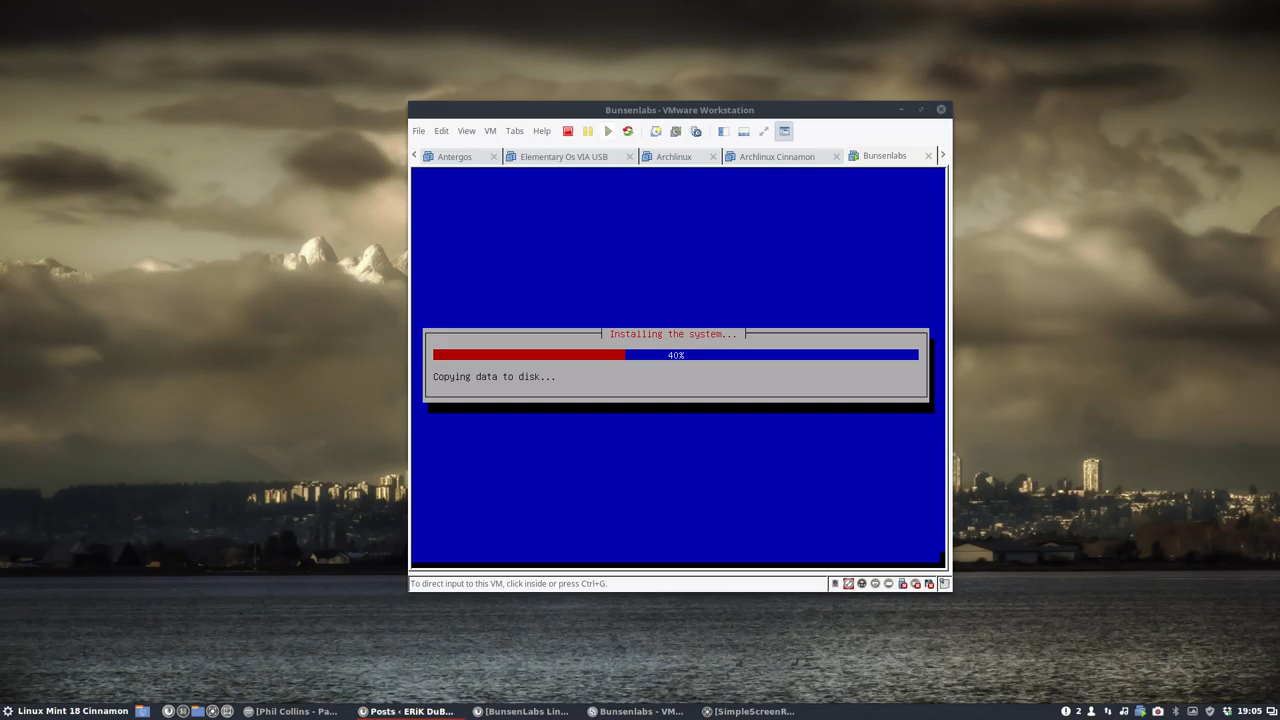 Bunsenlabs - VMware Workstation
File Edit View VM Tabs Help
Antergos Elementary Os VIA USB Archlinux Archlinux Cinnamon Bunsenlabs
Installing the system...
40%
Copying data to disk...
To direct input to this VM, click inside or press Ctrl+G.
Linux Mint 18 Cinnamon [Phil Collins - Pa... Posts ‹ ERiK DuB... [BunsenLabs Lin... Bunsenlabs - VM... [SimpleScreenR... 2 19:05